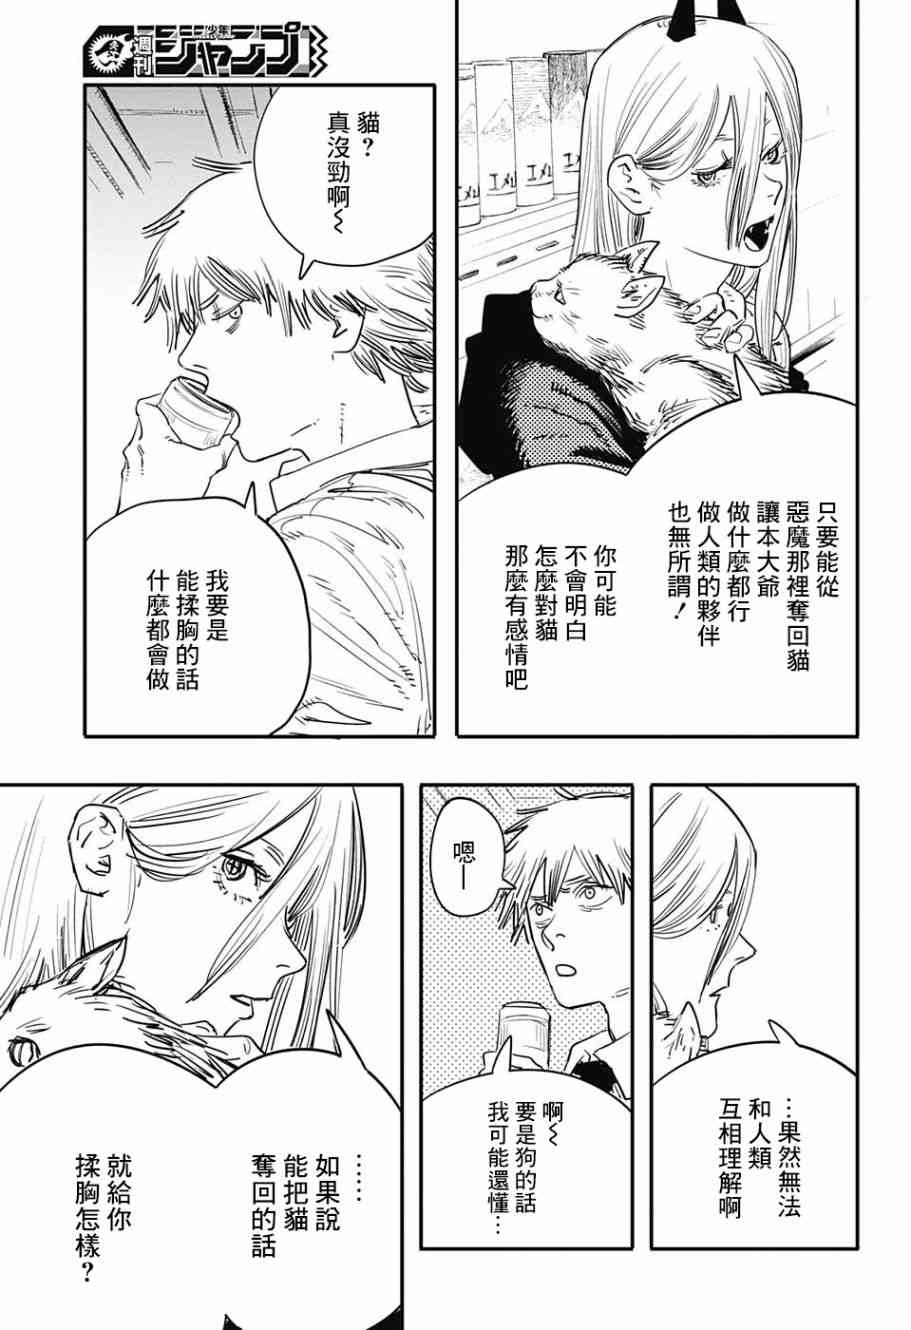 週刊
少年
ジャンプ
只要能從
惡魔那裡奪回貓
讓本大爺
做什麼都行
做人類的夥伴
也無所謂！
你可能
不會明白
怎麼對貓
那麼有感情吧
貓？
真沒勁啊～
我要是
能揉胸的話
什麼都會做
…果然無法
和人類
互相理解啊
嗯—
啊～
要是狗的話
我可能還懂…
……
如果說
能把貓
奪回的話
就給你
揉胸怎樣？